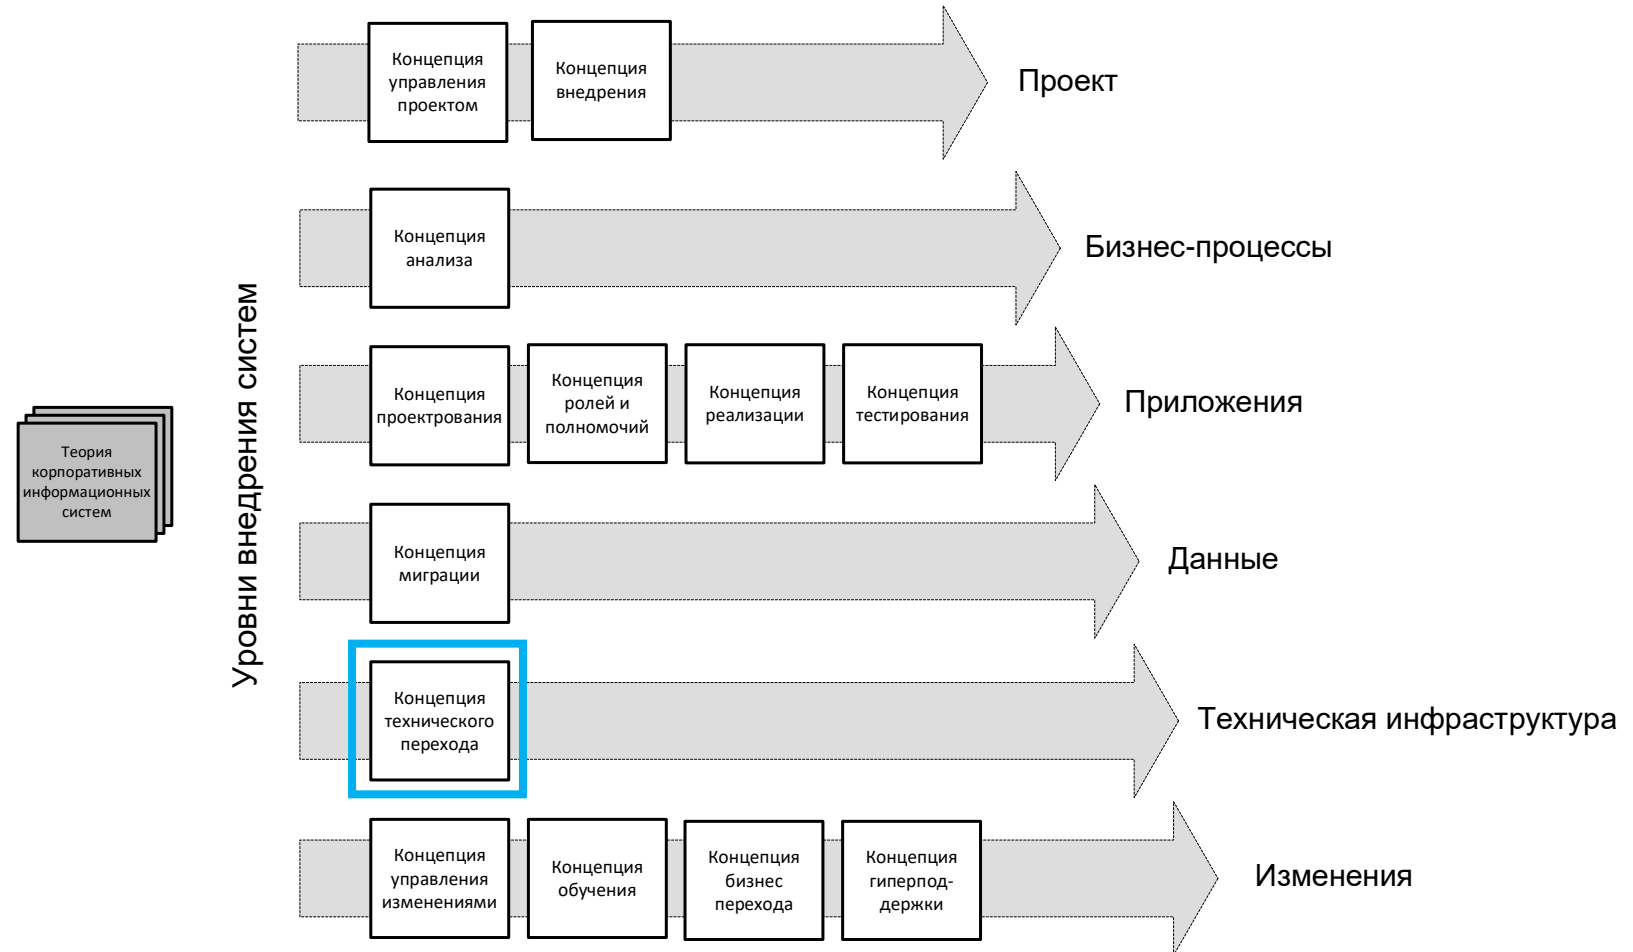 Концепция
управления
проектом
Концепция
внедрения
Проект
Концепция
анализа
Бизнес-процессы
Уровни внедрения систем
Теория
корпоративных
информационных
систем
Концепция
проектрования
Концепция
ролей и
полномочий
Концепция
реализации
Концепция
тестирования
Приложения
Концепция
миграции
Данные
Концепция
технического
перехода
Техническая инфраструктура
Концепция
управления
изменениями
Концепция
обучения
Концепция
бизнес
перехода
Концепция
гиперпод-
держки
Изменения